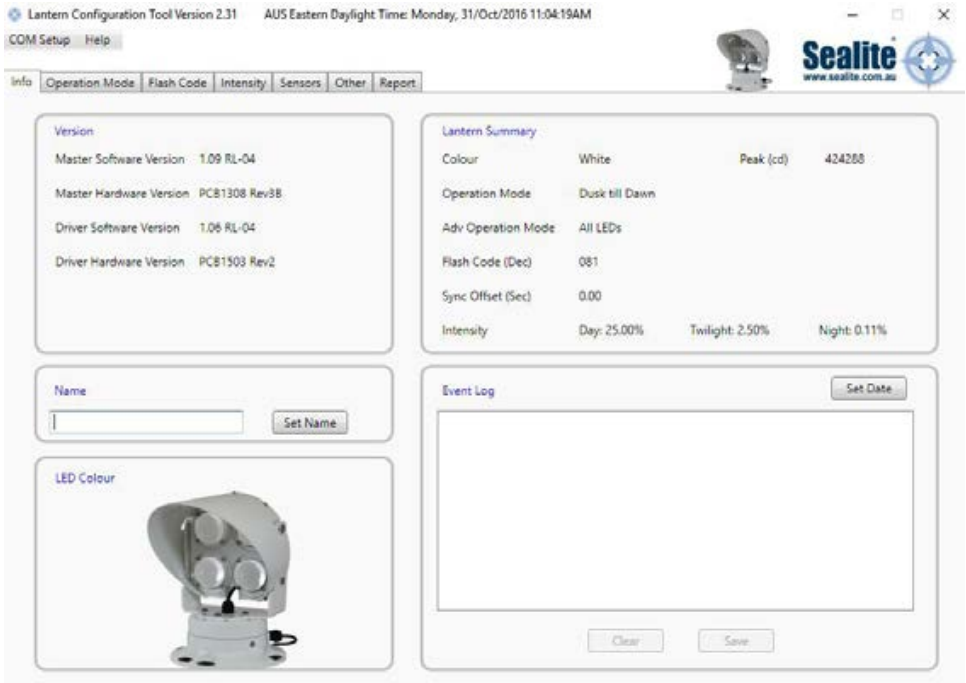 Lantern Configuration Tool Version 2.31 AUS Eastern Daylight Time: Monday, 31/Oct/2016 11:04:19AM
COM Setup Help
Sealite
www.sealite.com.au
Info Operation Mode Flash Code Intensity Sensors Other Report
Version
Master Software Version 1.09 RL-04
Master Hardware Version PCB1308 Rev3B
Driver Software Version 1.06 RL-04
Driver Hardware Version PCB1503 Rev2
Lantern Summary
Colour White Peak (cd) 424288
Operation Mode Dusk till Dawn
Adv Operation Mode All LEDs
Flash Code (Dec) 081
Sync Offset (Sec) 0.00
Intensity Day: 25.00% Twilight: 2.50% Night: 0.11%
Name
Set Name
LED Colour
Event Log Set Date
Clear Save